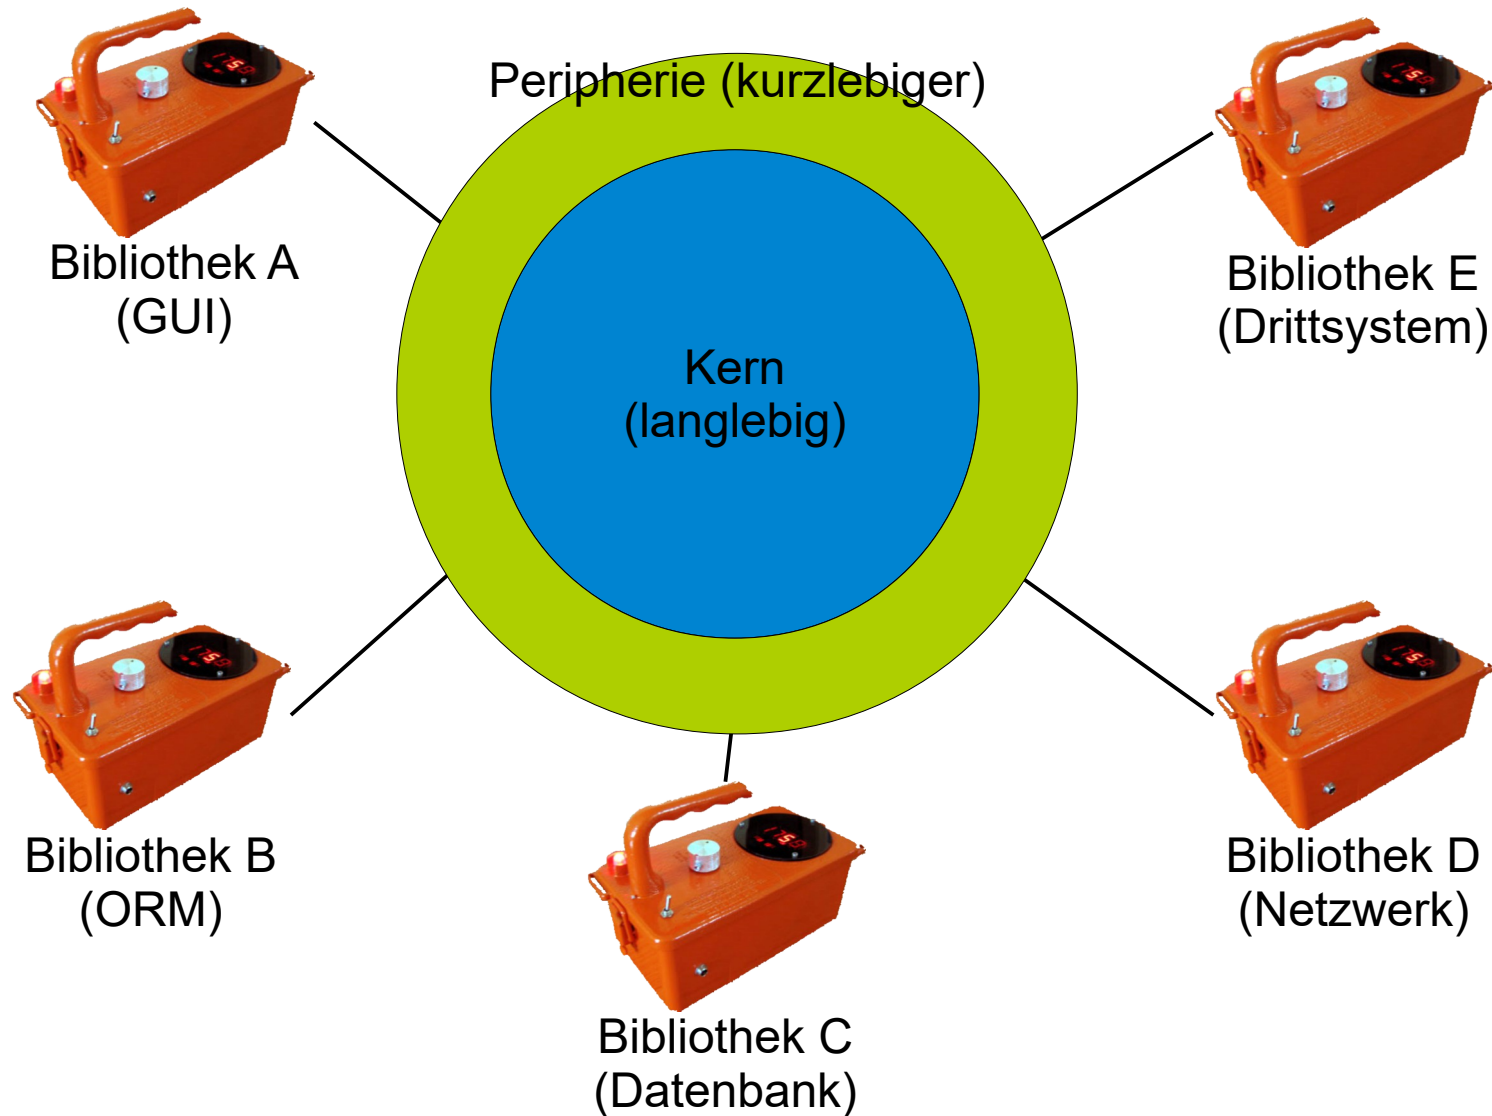 Peripherie (kurzlebiger)
Bibliothek A
(GUI)
Bibliothek E
(Drittsystem)
Kern
(langlebig)
Bibliothek B
(ORM)
Bibliothek D
(Netzwerk)
Bibliothek C
(Datenbank)